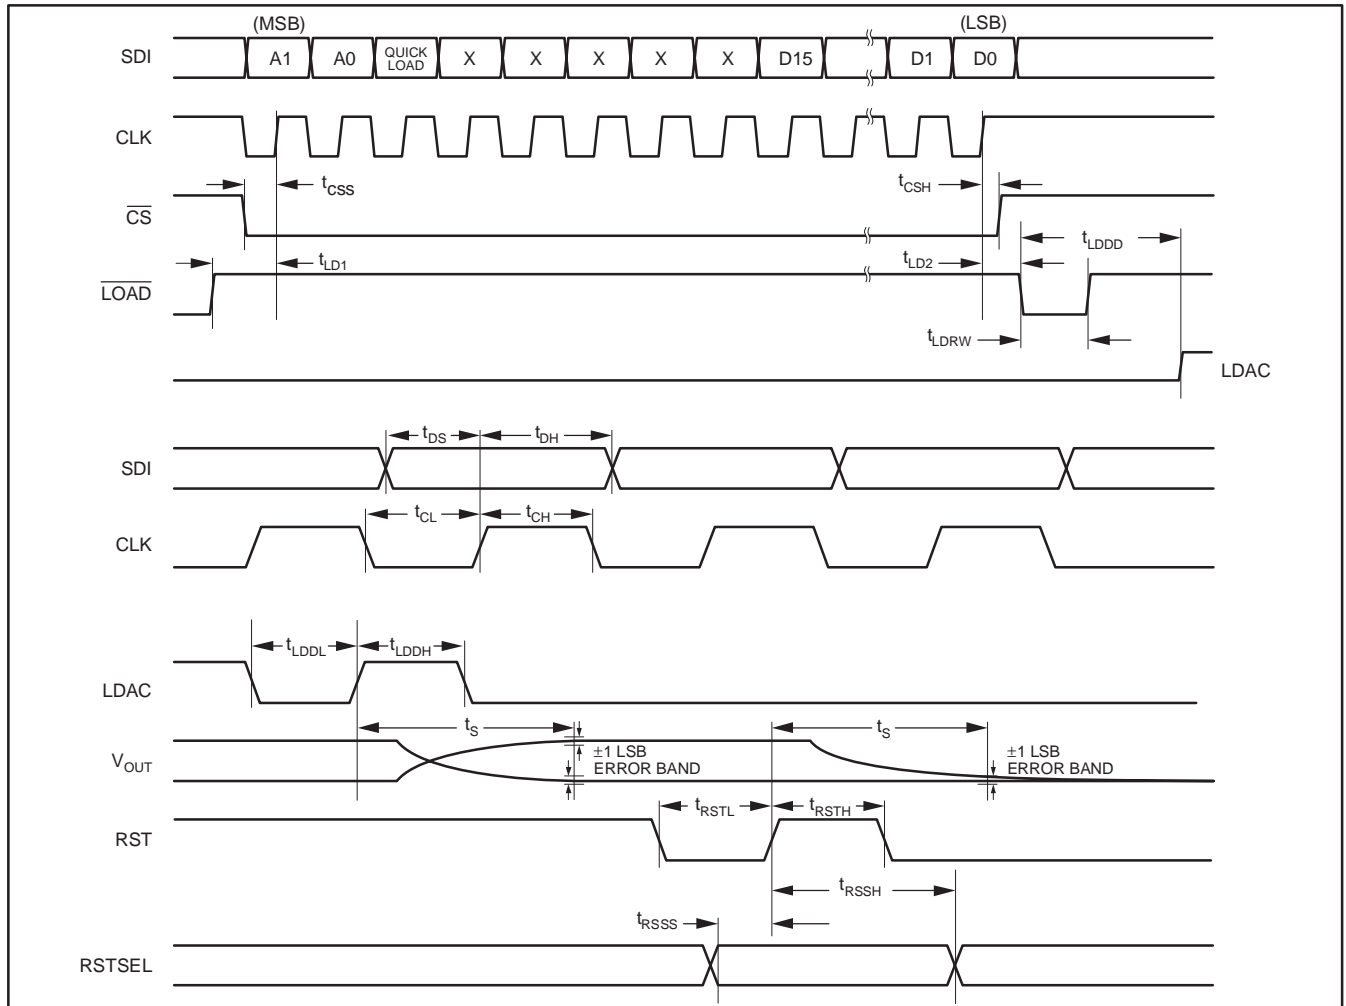 (MSB) (LSB)
SDI A1 A0 QUICK LOAD X X X X X D15 D1 D0
CLK
tCSS tCSH
CS
tLDDD
tLD1 tLD2
LOAD
tLDRW
LDAC
tDS tDH
SDI
tCL tCH
CLK
tLDDL tLDDH
LDAC
tS tS
VOUT ±1 LSB ERROR BAND ±1 LSB ERROR BAND
tRSTL tRSTH
RST
tRSSH
tRSSS
RSTSEL